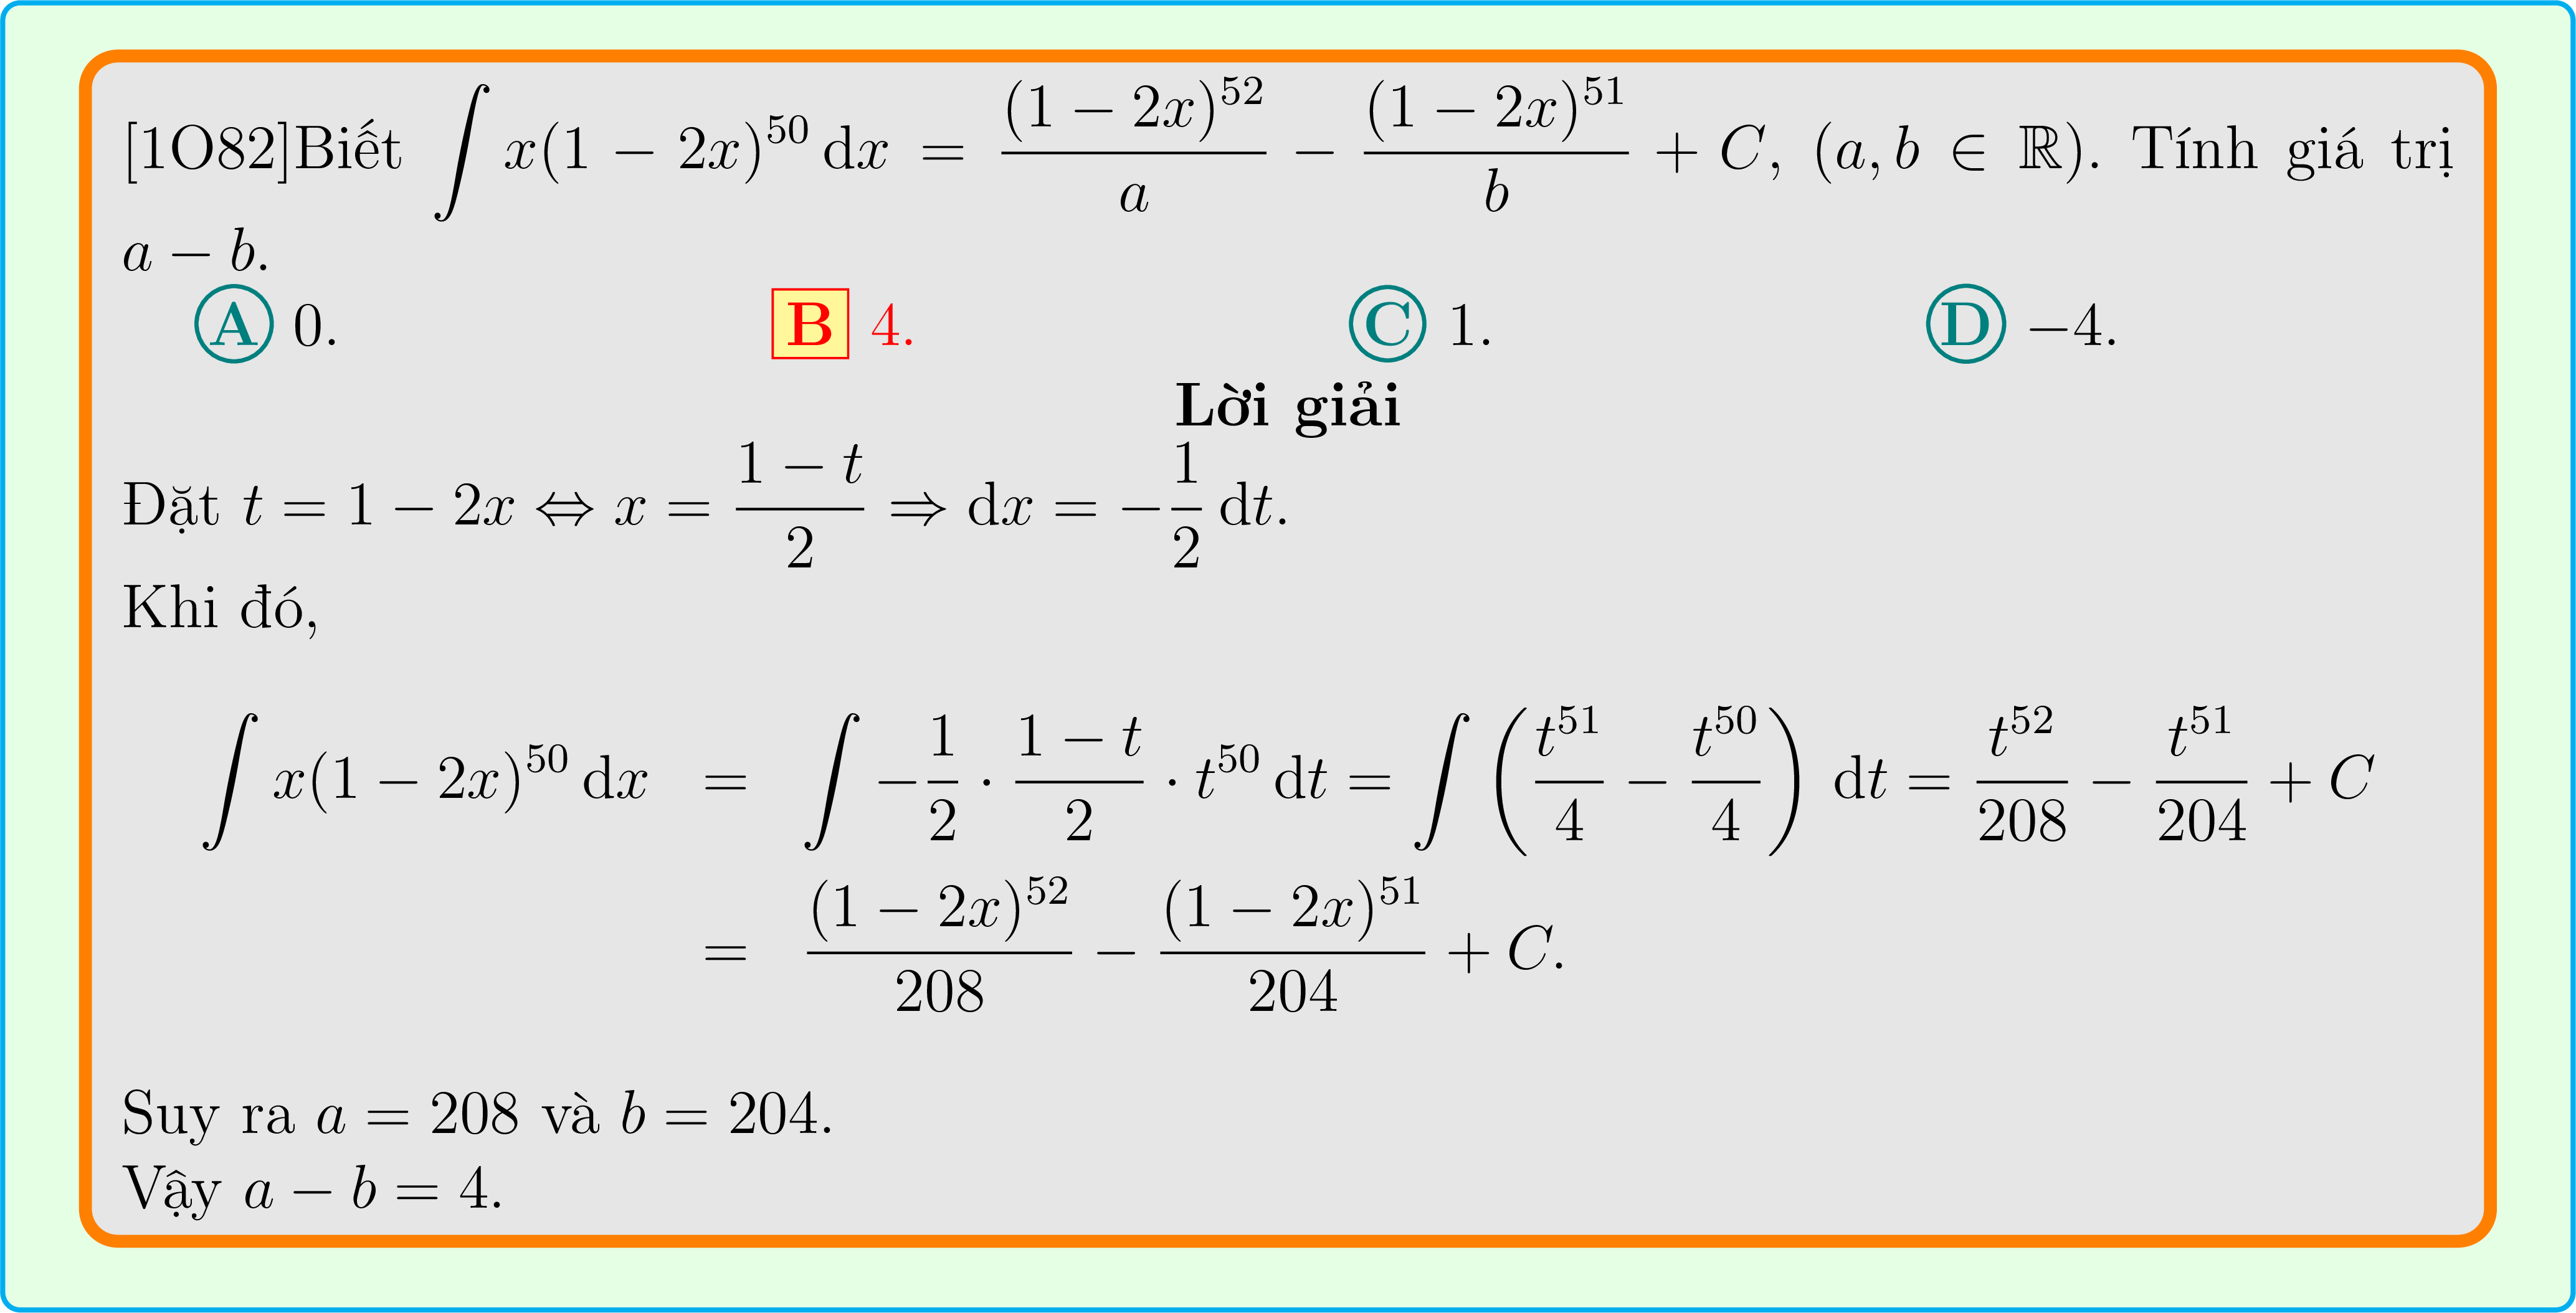 [1O82]Biết $\int x(1-2x)^{50}\,\mathrm{d}x = \frac{(1-2x)^{52}}{a} - \frac{(1-2x)^{51}}{b} + C$, $(a, b \in \mathbb{R})$. Tính giá trị
$a - b$.
A 0. B 4. C 1. D −4.
Lời giải
Đặt $t = 1 - 2x \Leftrightarrow x = \frac{1-t}{2} \Rightarrow \mathrm{d}x = -\frac{1}{2}\,\mathrm{d}t$.
Khi đó,
$\int x(1-2x)^{50}\,\mathrm{d}x = \int -\frac{1}{2} \cdot \frac{1-t}{2} \cdot t^{50}\,\mathrm{d}t = \int \left(\frac{t^{51}}{4} - \frac{t^{50}}{4}\right)\,\mathrm{d}t = \frac{t^{52}}{208} - \frac{t^{51}}{204} + C$
$= \frac{(1-2x)^{52}}{208} - \frac{(1-2x)^{51}}{204} + C.$
Suy ra $a = 208$ và $b = 204$.
Vậy $a - b = 4$.